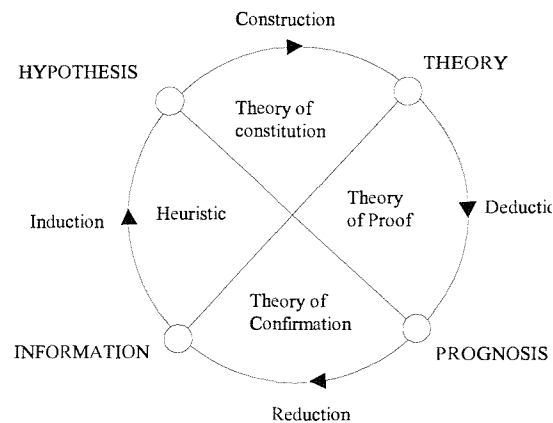 Construction
HYPOTHESIS
THEORY
Theory of
constitution
Induction
Heuristic
Theory
of Proof
Deductio
Theory of
Confirmation
INFORMATION
PROGNOSIS
Reduction